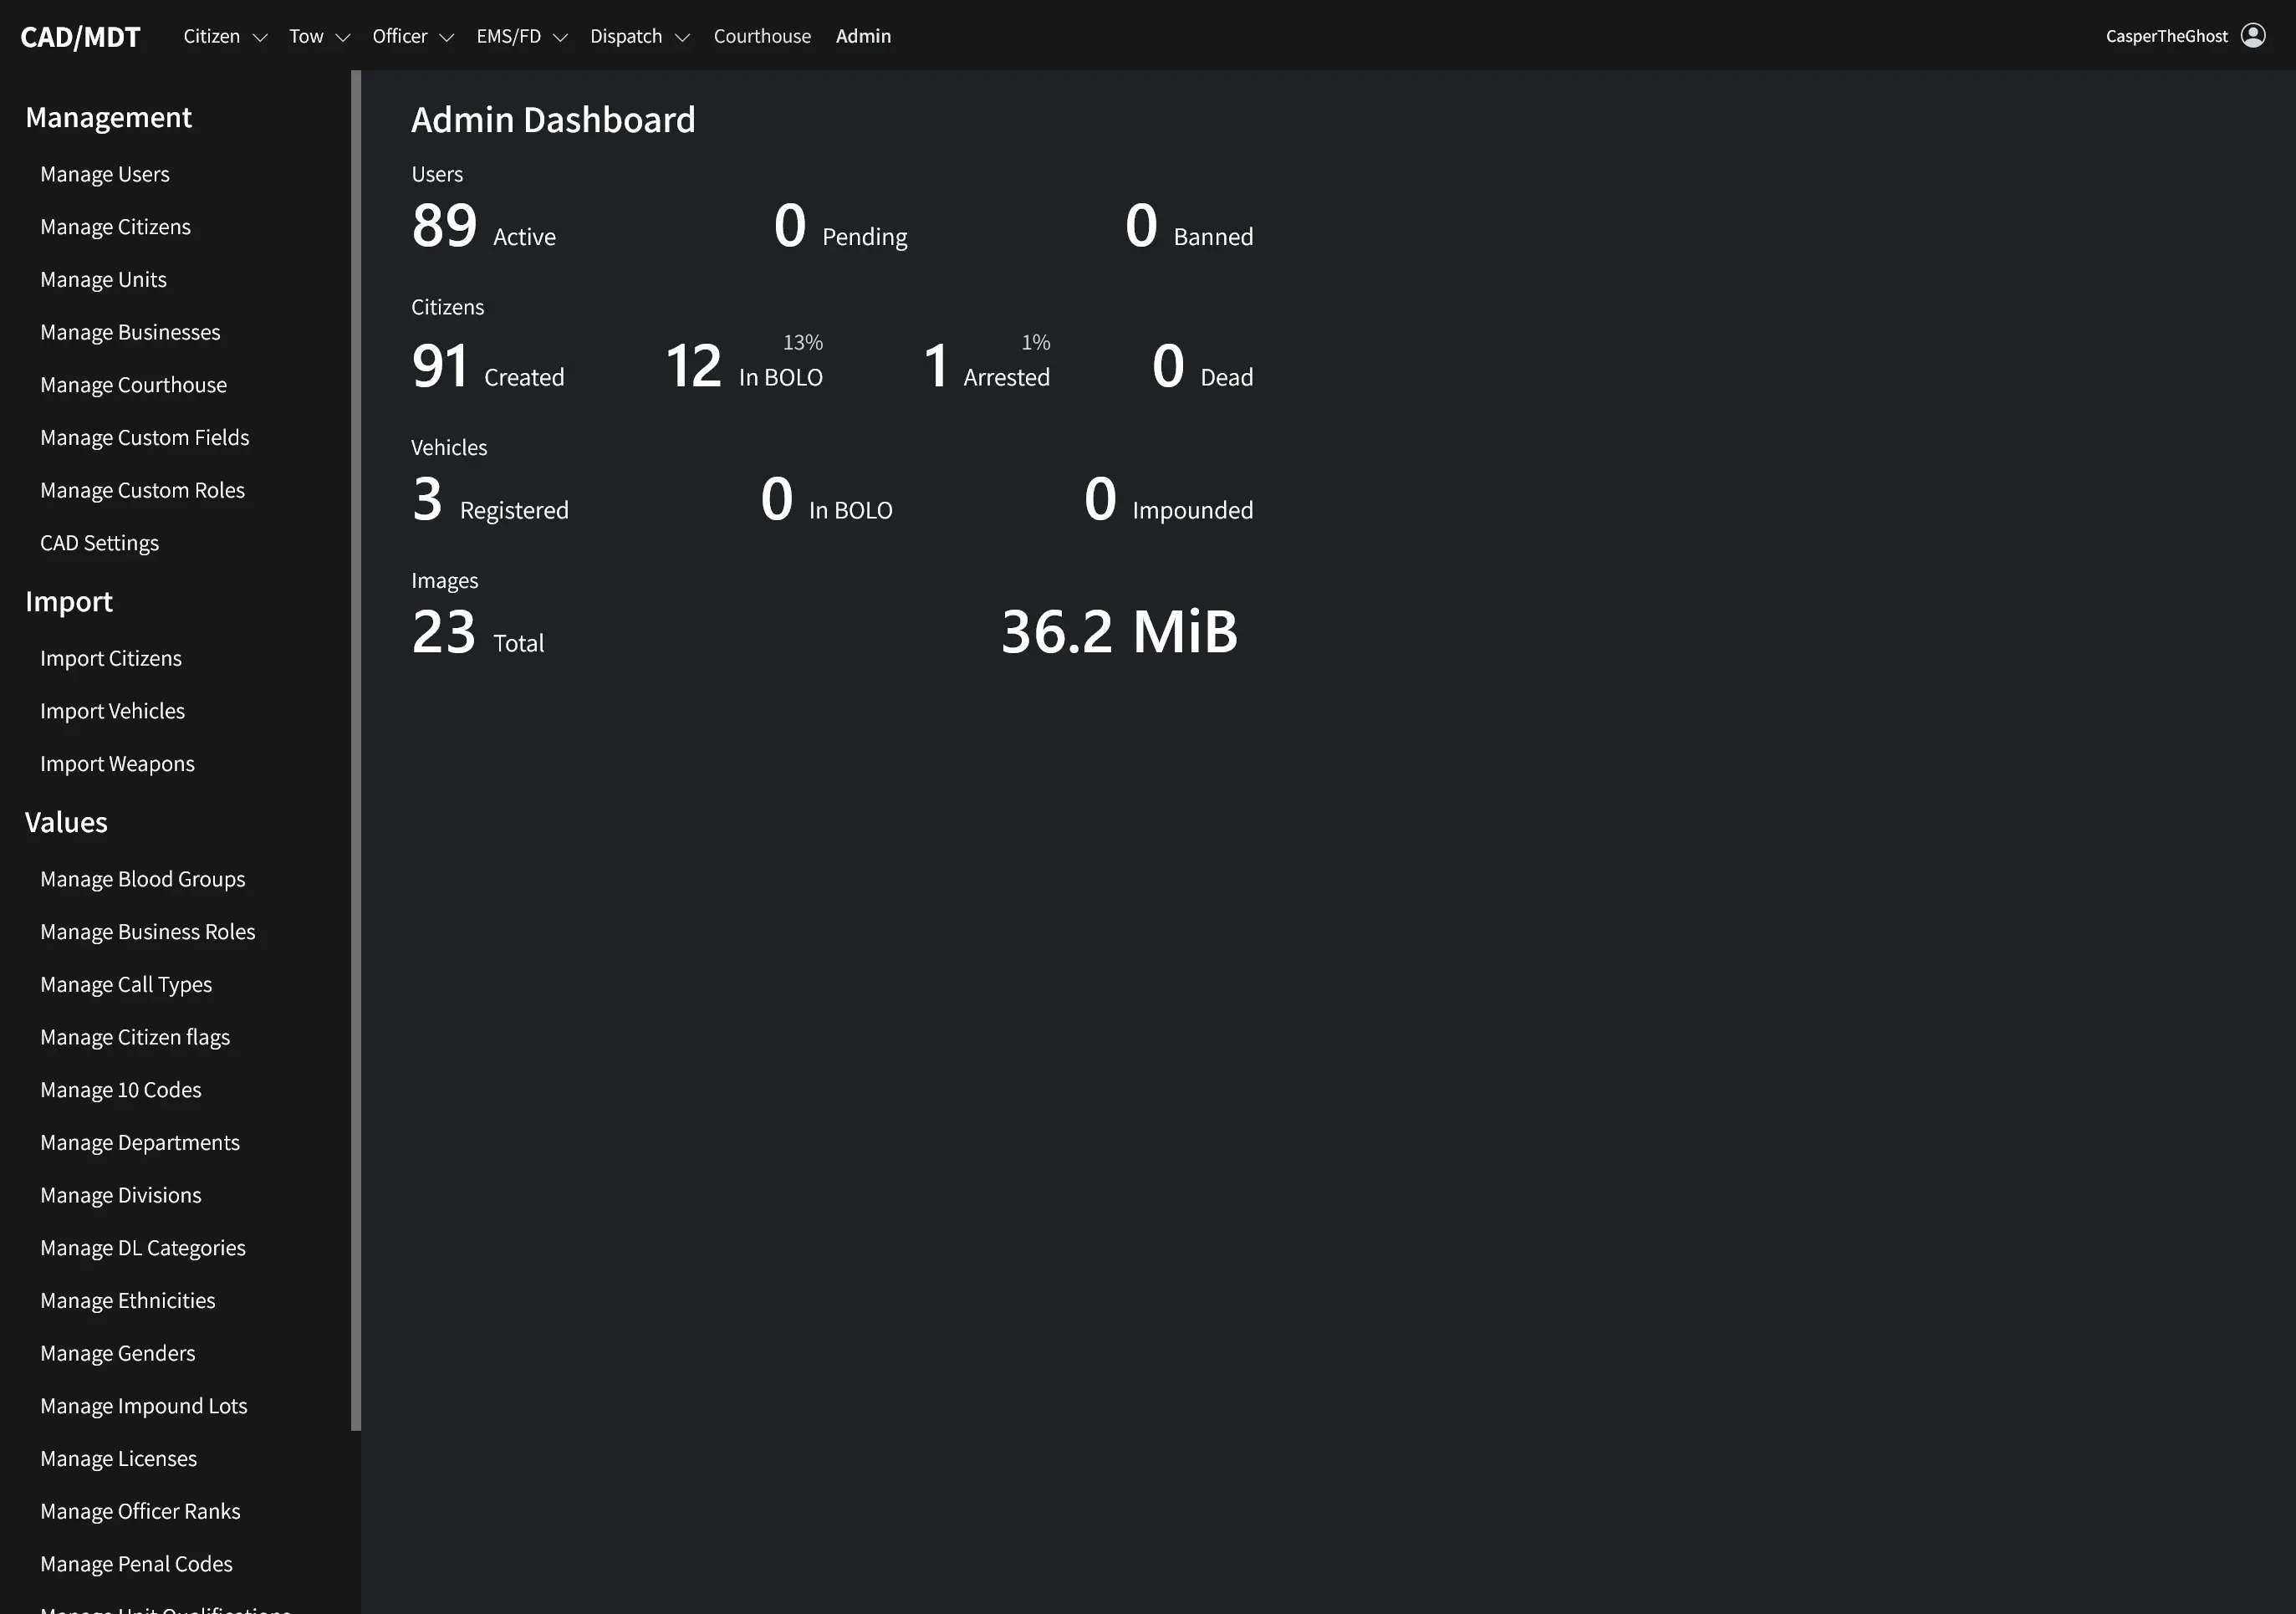 CAD/MDT Citizen Tow Officer EMS/FD Dispatch Courthouse Admin CasperTheGhost
Management
Manage Users
Manage Citizens
Manage Units
Manage Businesses
Manage Courthouse
Manage Custom Fields
Manage Custom Roles
CAD Settings
Import
Import Citizens
Import Vehicles
Import Weapons
Values
Manage Blood Groups
Manage Business Roles
Manage Call Types
Manage Citizen flags
Manage 10 Codes
Manage Departments
Manage Divisions
Manage DL Categories
Manage Ethnicities
Manage Genders
Manage Impound Lots
Manage Licenses
Manage Officer Ranks
Manage Penal Codes
Manage Unit Qualifications
Admin Dashboard
Users
89 Active 0 Pending 0 Banned
Citizens
13% 1%
91 Created 12 In BOLO 1 Arrested 0 Dead
Vehicles
3 Registered 0 In BOLO 0 Impounded
Images
23 Total 36.2 MiB